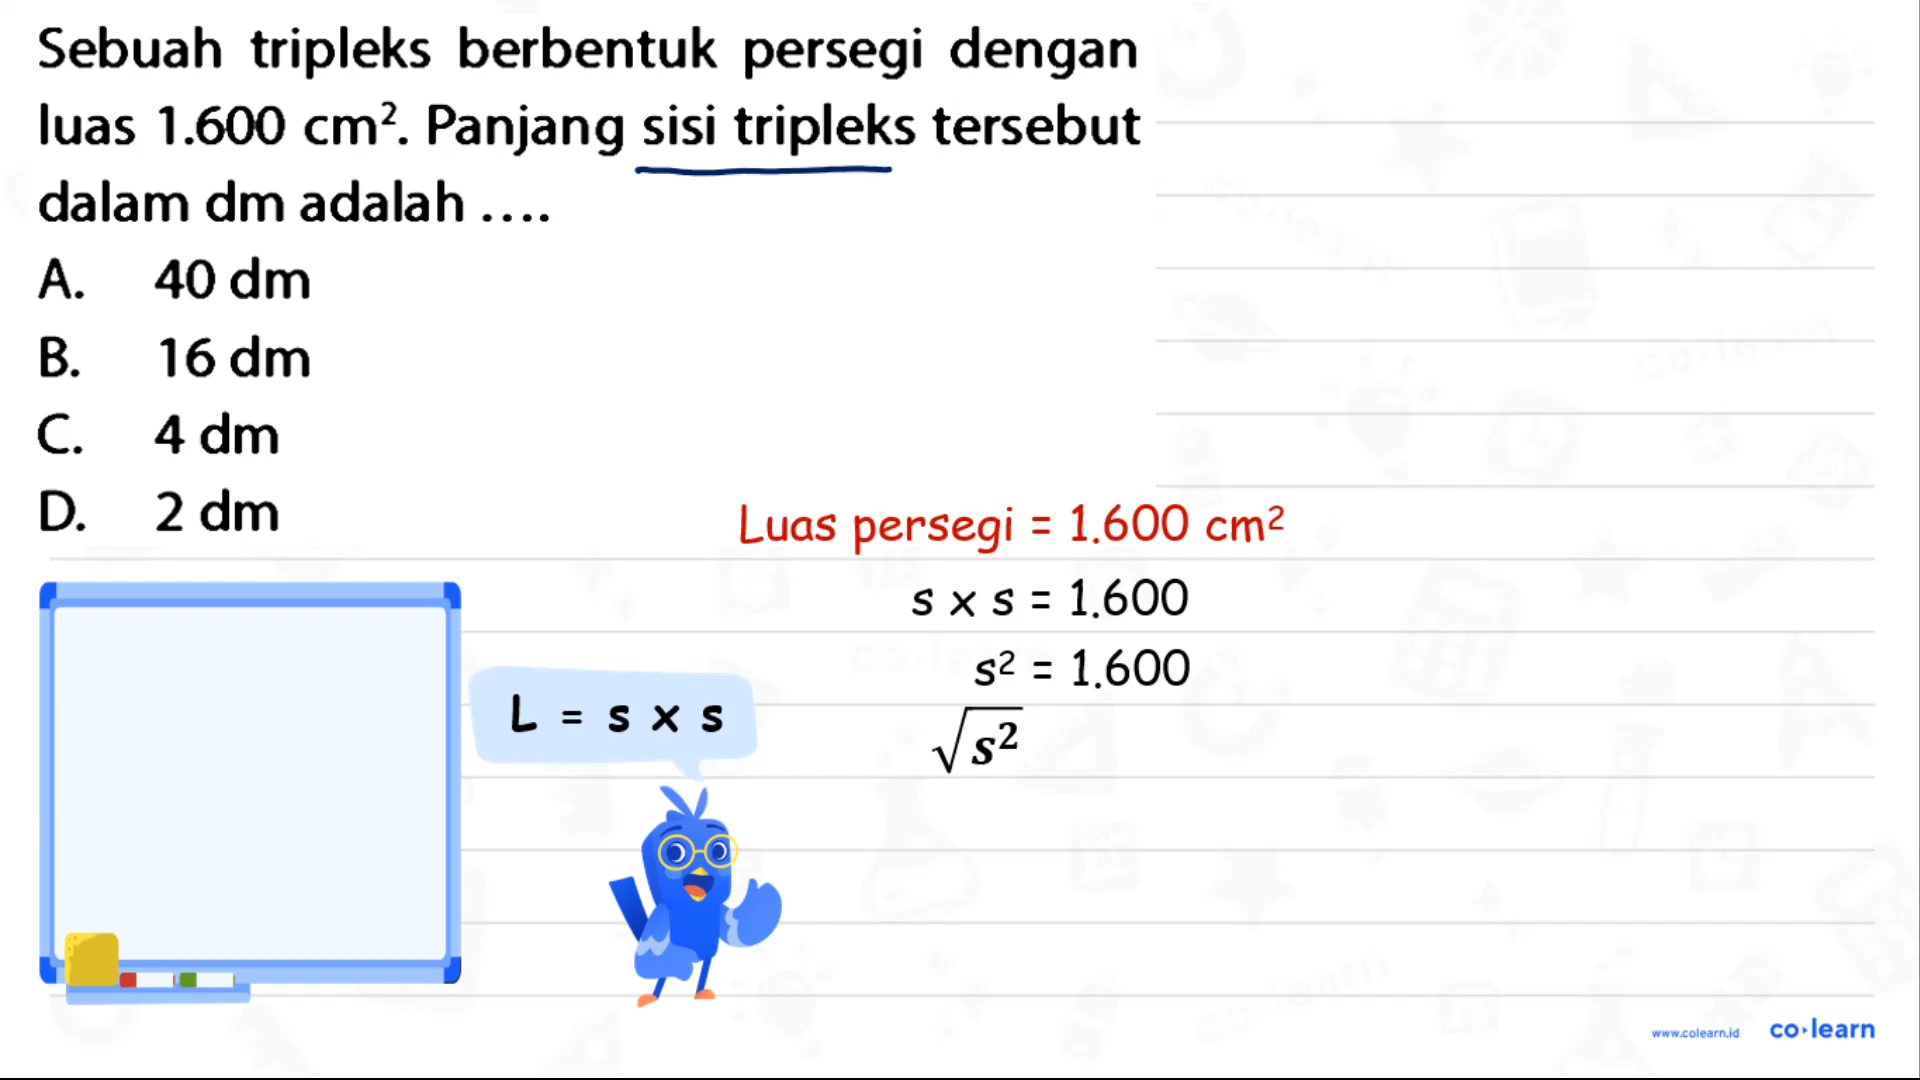 Sebuah tripleks berbentuk persegi dengan
luas 1.600 cm². Panjang sisi tripleks tersebut
dalam dm adalah ....
A. 40 dm
B. 16 dm
C. 4 dm
D. 2 dm
Luas persegi = 1.600 cm²
s x s = 1.600
s² = 1.600
√s²
L = s x s
www.colearn.id co·learn